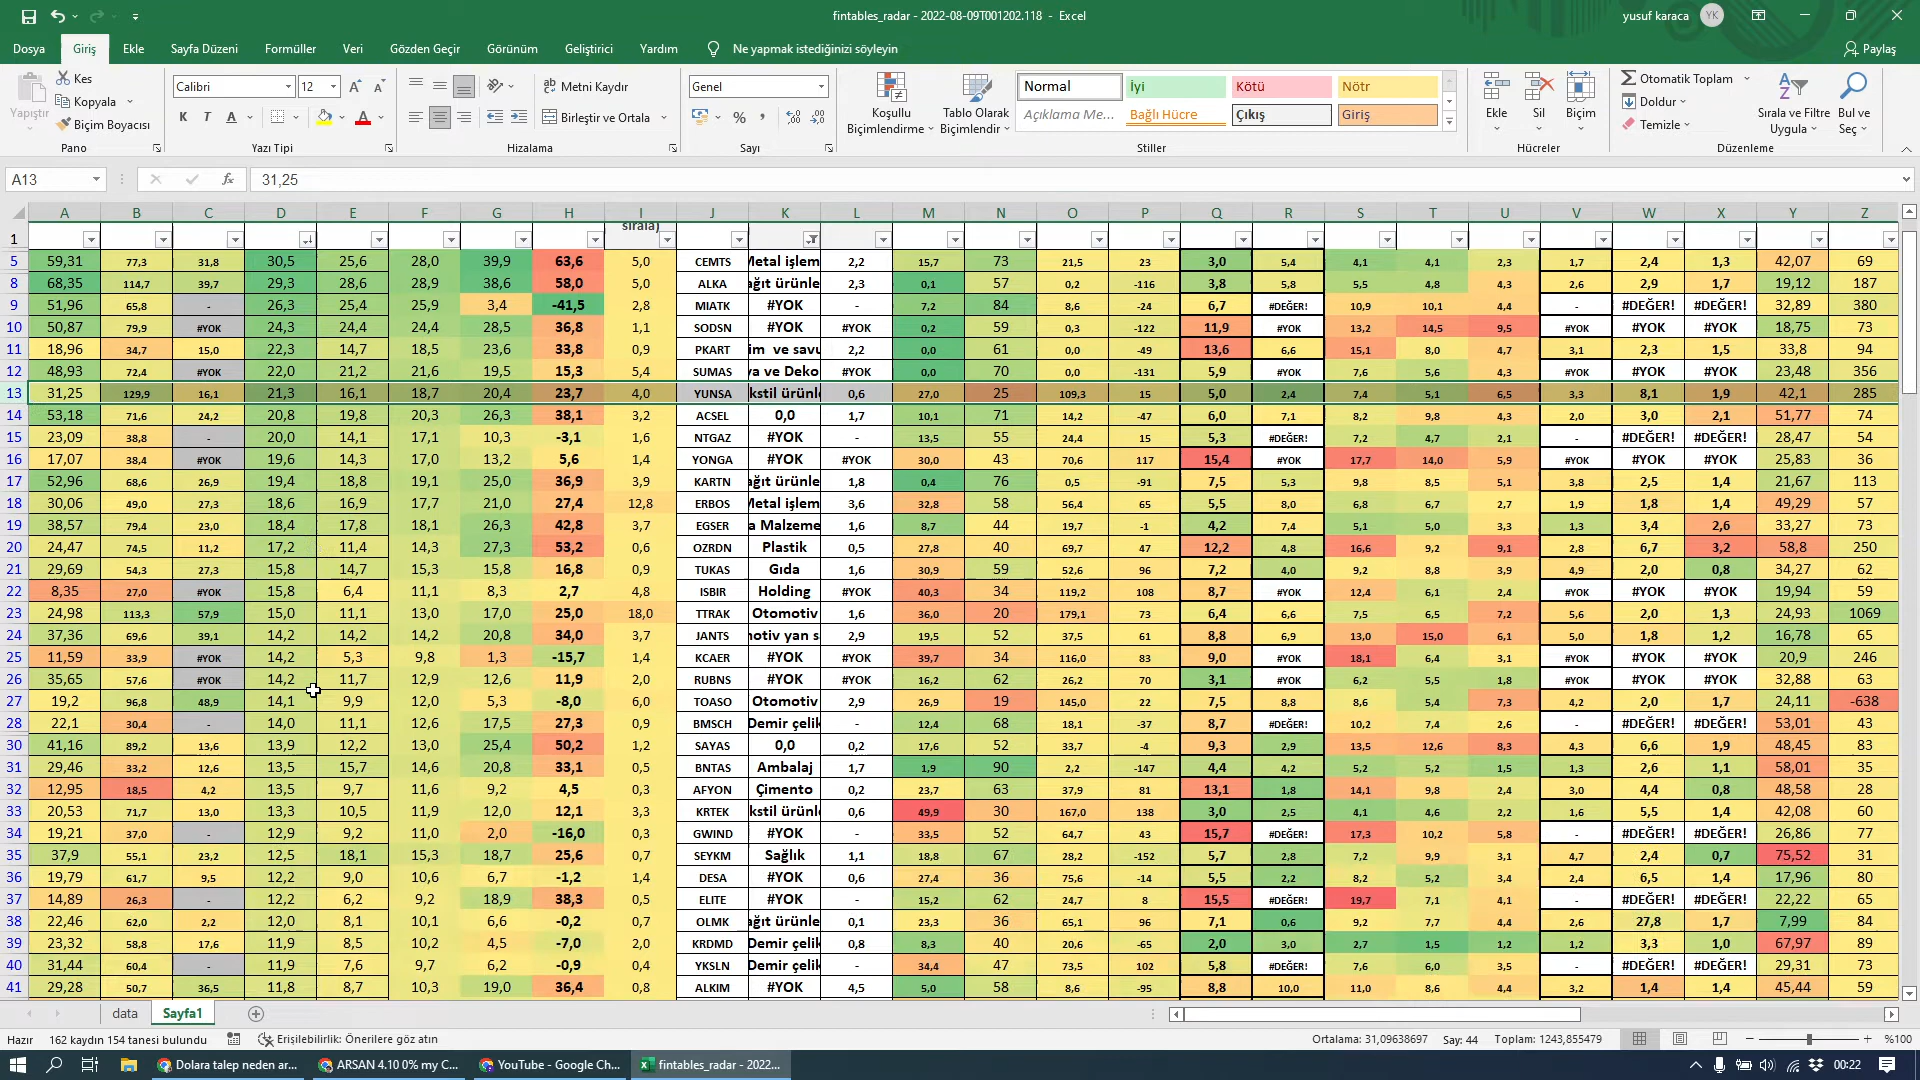 fintables_radar - 2022-08-09T001202.118 - Excel
yusuf karaca YK
Dosya Giriş Ekle Sayfa Düzeni Formüller Veri Gözden Geçir Görünüm Geliştirici Yardım Ne yapmak istediğinizi söyleyin Paylaş
Yapıştır Kes Kopyala Biçim Boyacısı Pano
Calibri 12 K T A Yazı Tipi
Metni Kaydır Birleştir ve Ortala Hizalama
Genel % Sayı
Koşullu Biçimlendirme Tablo Olarak Biçimlendir Normal İyi Kötü Nötr Açıklama Me... Bağlı Hücre Çıkış Giriş Stiller
Ekle Sil Biçim Hücreler
Otomatik Toplam Doldur Temizle Sırala ve Filtre Uygula Bul ve Seç Düzenleme
A13 fx 31,25
A B C D E F G H I J K L M N O P Q R S T U V W X Y Z
1 sırala)
5 59,31 77,3 31,8 30,5 25,6 28,0 39,9 63,6 5,0 CEMTS Metal işlem 2,2 15,7 73 21,5 23 3,0 5,4 4,1 4,1 2,3 1,7 2,4 1,3 42,07 69
8 68,35 114,7 39,7 29,3 28,6 28,9 38,6 58,0 5,0 ALKA ağıt ürünle 2,3 0,1 57 0,2 -116 3,8 5,8 5,5 4,8 4,3 2,6 2,9 1,7 19,12 187
9 51,96 65,8 - 26,3 25,4 25,9 3,4 -41,5 2,8 MIATK #YOK - 7,2 84 8,6 -24 6,7 #DEĞER! 10,9 10,1 4,4 - #DEĞER! #DEĞER! 32,89 380
10 50,87 79,9 #YOK 24,3 24,4 24,4 28,5 36,8 1,1 SODSN #YOK #YOK 0,2 59 0,3 -122 11,9 #YOK 13,2 14,5 9,5 #YOK #YOK #YOK 18,75 73
11 18,96 34,7 15,0 22,3 14,7 18,5 23,6 33,8 0,9 PKART im ve savu 2,2 0,0 61 0,0 -49 13,6 6,6 15,1 8,0 4,7 3,1 2,3 1,5 33,8 94
12 48,93 72,4 #YOK 22,0 21,2 21,6 19,5 15,3 5,4 SUMAS ya ve Deko #YOK 0,0 70 0,0 -131 5,9 #YOK 7,6 5,6 4,3 #YOK #YOK #YOK 23,48 356
13 31,25 129,9 16,1 21,3 16,1 18,7 20,4 23,7 4,0 YUNSA kstil ürünle 0,6 27,0 25 109,3 15 5,0 2,4 7,4 5,1 6,5 3,3 8,1 1,9 42,1 285
14 53,18 71,6 24,2 20,8 19,8 20,3 26,3 38,1 3,2 ACSEL 0,0 1,7 10,1 71 14,2 -47 6,0 7,1 8,2 9,8 4,3 2,0 3,0 2,1 51,77 74
15 23,09 38,8 - 20,0 14,1 17,1 10,3 -3,1 1,6 NTGAZ #YOK - 13,5 55 24,4 15 5,3 #DEĞER! 7,2 4,7 2,1 - #DEĞER! #DEĞER! 28,47 54
16 17,07 38,4 #YOK 19,6 14,3 17,0 13,2 5,6 1,4 YONGA #YOK #YOK 30,0 43 70,6 117 15,4 #YOK 17,7 14,0 5,9 #YOK #YOK #YOK 25,83 36
17 52,96 68,6 26,9 19,4 18,8 19,1 25,0 36,9 3,9 KARTN ağıt ürünle 1,8 0,4 76 0,5 -91 7,5 5,3 9,8 8,5 5,1 3,8 2,5 1,4 21,67 113
18 30,06 49,0 27,3 18,6 16,9 17,7 21,0 27,4 12,8 ERBOS Metal işlem 3,6 32,8 58 56,4 65 5,5 8,0 6,8 6,7 2,7 1,9 1,8 1,4 49,29 57
19 38,57 79,4 23,0 18,4 17,8 18,1 26,3 42,8 3,7 EGSER a Malzeme 1,6 8,7 44 19,7 -1 4,2 7,4 5,1 5,0 3,3 1,3 3,4 2,6 33,27 73
20 24,47 74,5 11,2 17,2 11,4 14,3 27,3 53,2 0,6 OZRDN Plastik 0,5 27,8 40 69,7 47 12,2 4,8 16,6 9,2 9,1 2,8 6,7 3,2 58,8 250
21 29,69 54,3 27,3 15,8 14,7 15,3 15,8 16,8 0,9 TUKAS Gıda 1,6 30,9 59 52,6 96 7,2 4,0 9,2 8,8 3,9 4,9 2,0 0,8 34,27 62
22 8,35 27,0 #YOK 15,8 6,4 11,1 8,3 2,7 4,8 ISBIR Holding #YOK 40,3 34 119,2 108 8,7 #YOK 12,4 6,1 2,4 #YOK #YOK #YOK 19,94 59
23 24,98 113,3 57,9 15,0 11,1 13,0 17,0 25,0 18,0 TTRAK Otomotiv 1,6 36,0 20 179,1 73 6,4 6,6 7,5 6,5 7,2 5,6 2,0 1,3 24,93 1069
24 37,36 69,6 39,1 14,2 14,2 14,2 20,8 34,0 3,7 JANTS notiv yan s 2,9 19,5 52 37,5 61 8,8 6,9 13,0 15,0 6,1 5,0 1,8 1,2 16,78 65
25 11,59 33,9 #YOK 14,2 5,3 9,8 1,3 -15,7 1,4 KCAER #YOK #YOK 39,7 34 116,0 83 9,0 #YOK 18,1 6,4 3,1 #YOK #YOK #YOK 20,9 246
26 35,65 57,6 #YOK 14,2 11,7 12,9 12,6 11,9 2,0 RUBNS #YOK #YOK 16,2 62 26,2 70 3,1 #YOK 6,2 5,5 1,8 #YOK #YOK #YOK 32,88 63
27 19,2 96,8 48,9 14,1 9,9 12,0 5,3 -8,0 6,0 TOASO Otomotiv 2,9 26,9 19 145,0 22 7,5 8,8 8,6 5,4 7,3 4,2 2,0 1,7 24,11 -638
28 22,1 30,4 - 14,0 11,1 12,6 17,5 27,3 0,9 BMSCH Demir çelik - 12,4 68 18,1 -37 8,7 #DEĞER! 10,2 7,4 2,6 - #DEĞER! #DEĞER! 53,01 43
30 41,16 89,2 13,6 13,9 12,2 13,0 25,4 50,2 1,2 SAYAS 0,0 0,2 17,6 52 33,7 -4 9,3 2,9 13,5 12,6 8,3 4,3 6,6 1,9 48,45 83
31 29,46 33,2 12,6 13,5 15,7 14,6 20,8 33,1 0,5 BNTAS Ambalaj 1,7 1,9 90 2,2 -147 4,4 4,2 5,2 5,2 1,5 1,3 2,6 1,1 58,01 35
32 12,95 18,5 4,2 13,5 9,7 11,6 9,2 4,5 0,3 AFYON Çimento 0,2 23,7 63 37,9 81 13,1 1,8 14,1 9,8 2,4 3,0 4,4 0,8 48,58 28
33 20,53 71,7 13,0 13,3 10,5 11,9 12,0 12,1 3,3 KRTEK kstil ürünle 0,6 49,9 30 167,0 138 3,0 2,5 4,1 4,6 2,2 1,6 5,5 1,4 42,08 60
34 19,21 37,0 - 12,9 9,2 11,0 2,0 -16,0 0,3 GWIND #YOK - 33,5 52 64,7 43 15,7 #DEĞER! 17,3 10,2 5,8 - #DEĞER! #DEĞER! 26,86 77
35 37,9 55,1 23,2 12,5 18,1 15,3 18,7 25,6 0,7 SEYKM Sağlık 1,1 18,8 67 28,2 -152 5,7 2,8 7,2 9,9 3,1 4,7 2,4 0,7 75,52 31
36 19,79 61,7 9,5 12,2 9,0 10,6 6,7 -1,2 1,4 DESA #YOK 0,6 27,4 36 75,6 -14 5,5 2,2 8,2 5,2 3,4 2,4 6,5 1,4 17,96 80
37 14,89 26,3 - 12,2 6,2 9,2 18,9 38,3 0,5 ELITE #YOK - 15,2 62 24,7 8 15,5 #DEĞER! 19,7 7,1 4,1 - #DEĞER! #DEĞER! 22,22 65
38 22,46 62,0 2,2 12,0 8,1 10,1 6,6 -0,2 0,7 OLMK ağıt ürünle 0,1 23,3 36 65,1 96 7,1 0,6 9,2 7,7 4,4 2,6 27,8 1,7 7,99 84
39 23,32 58,8 17,6 11,9 8,5 10,2 4,5 -7,0 2,0 KRDMD Demir çelik 0,8 8,3 40 20,6 -65 2,0 3,0 2,7 1,5 1,2 1,2 3,3 1,0 67,97 89
40 31,44 60,4 - 11,9 7,6 9,7 6,2 -0,9 0,4 YKSLN Demir çelik - 34,4 47 73,5 102 5,8 #DEĞER! 7,6 6,0 3,5 - #DEĞER! #DEĞER! 29,31 73
41 29,28 50,7 36,5 11,8 8,7 10,3 19,0 36,4 0,8 ALKIM #YOK 4,5 5,0 58 8,6 -95 8,8 10,0 11,0 8,6 4,4 3,2 1,4 1,4 45,44 59
data Sayfa1
Hazır 162 kaydın 154 tanesi bulundu Erişilebilirlik: Önerilere göz atın Ortalama: 31,09638697 Say: 44 Toplam: 1243,855479 %100
Dolara talep neden ar... ARSAN 4.10 0% my C... YouTube - Google Ch... fintables_radar - 2022... 00:22